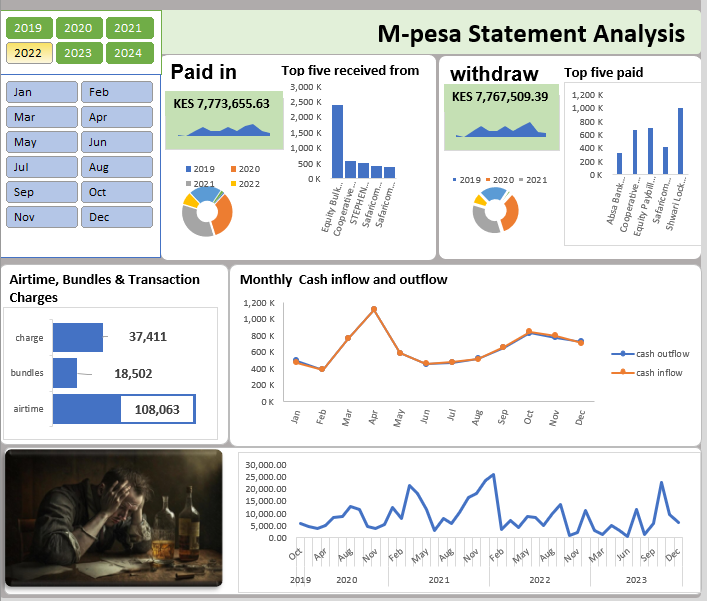 2019 2020 2021
2022 2023 2024
M-pesa Statement Analysis
Jan Feb
Mar Apr
May Jun
Jul Aug
Sep Oct
Nov Dec
Paid in
KES 7,773,655.63
2019 2020
2021 2022
Top five received from
3,000 K
2,500 K
2,000 K
1,500 K
1,000 K
500 K
0 K
Equity Bulk...
Cooperative...
STEPHEN...
Safaricom...
Safaricom...
withdraw
KES 7,767,509.39
2019 2020 2021
Top five paid
1,200 K
1,000 K
800 K
600 K
400 K
200 K
0 K
Absa Bank...
Cooperative...
Equity Paybill...
Safaricom...
Shwari Lock...
Airtime, Bundles & Transaction
Charges
charge 37,411
bundles 18,502
airtime 108,063
Monthly Cash inflow and outflow
1,200 K
1,000 K
800 K
600 K
400 K
200 K
0 K
Jan Feb Mar Apr May Jun Jul Aug Sep Oct Nov Dec
cash outflow
cash inflow
30,000.00
25,000.00
20,000.00
15,000.00
10,000.00
5,000.00
0.00
Oct Apr Aug Nov Feb May Aug Nov Feb May Aug Nov Mar Jun Sep Dec
2019 2020 2021 2022 2023